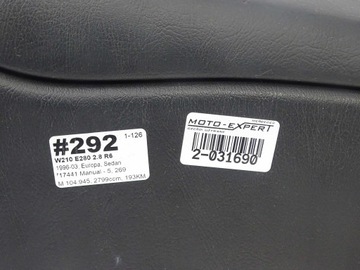 #292
1-126
W210 E280 2.8 R6
1996-03, Europa, Sedan
*17441 Manual - 5, 269
M 104.945, 2799ccm, 193KM,
MOTO-EXPERT
2-031690